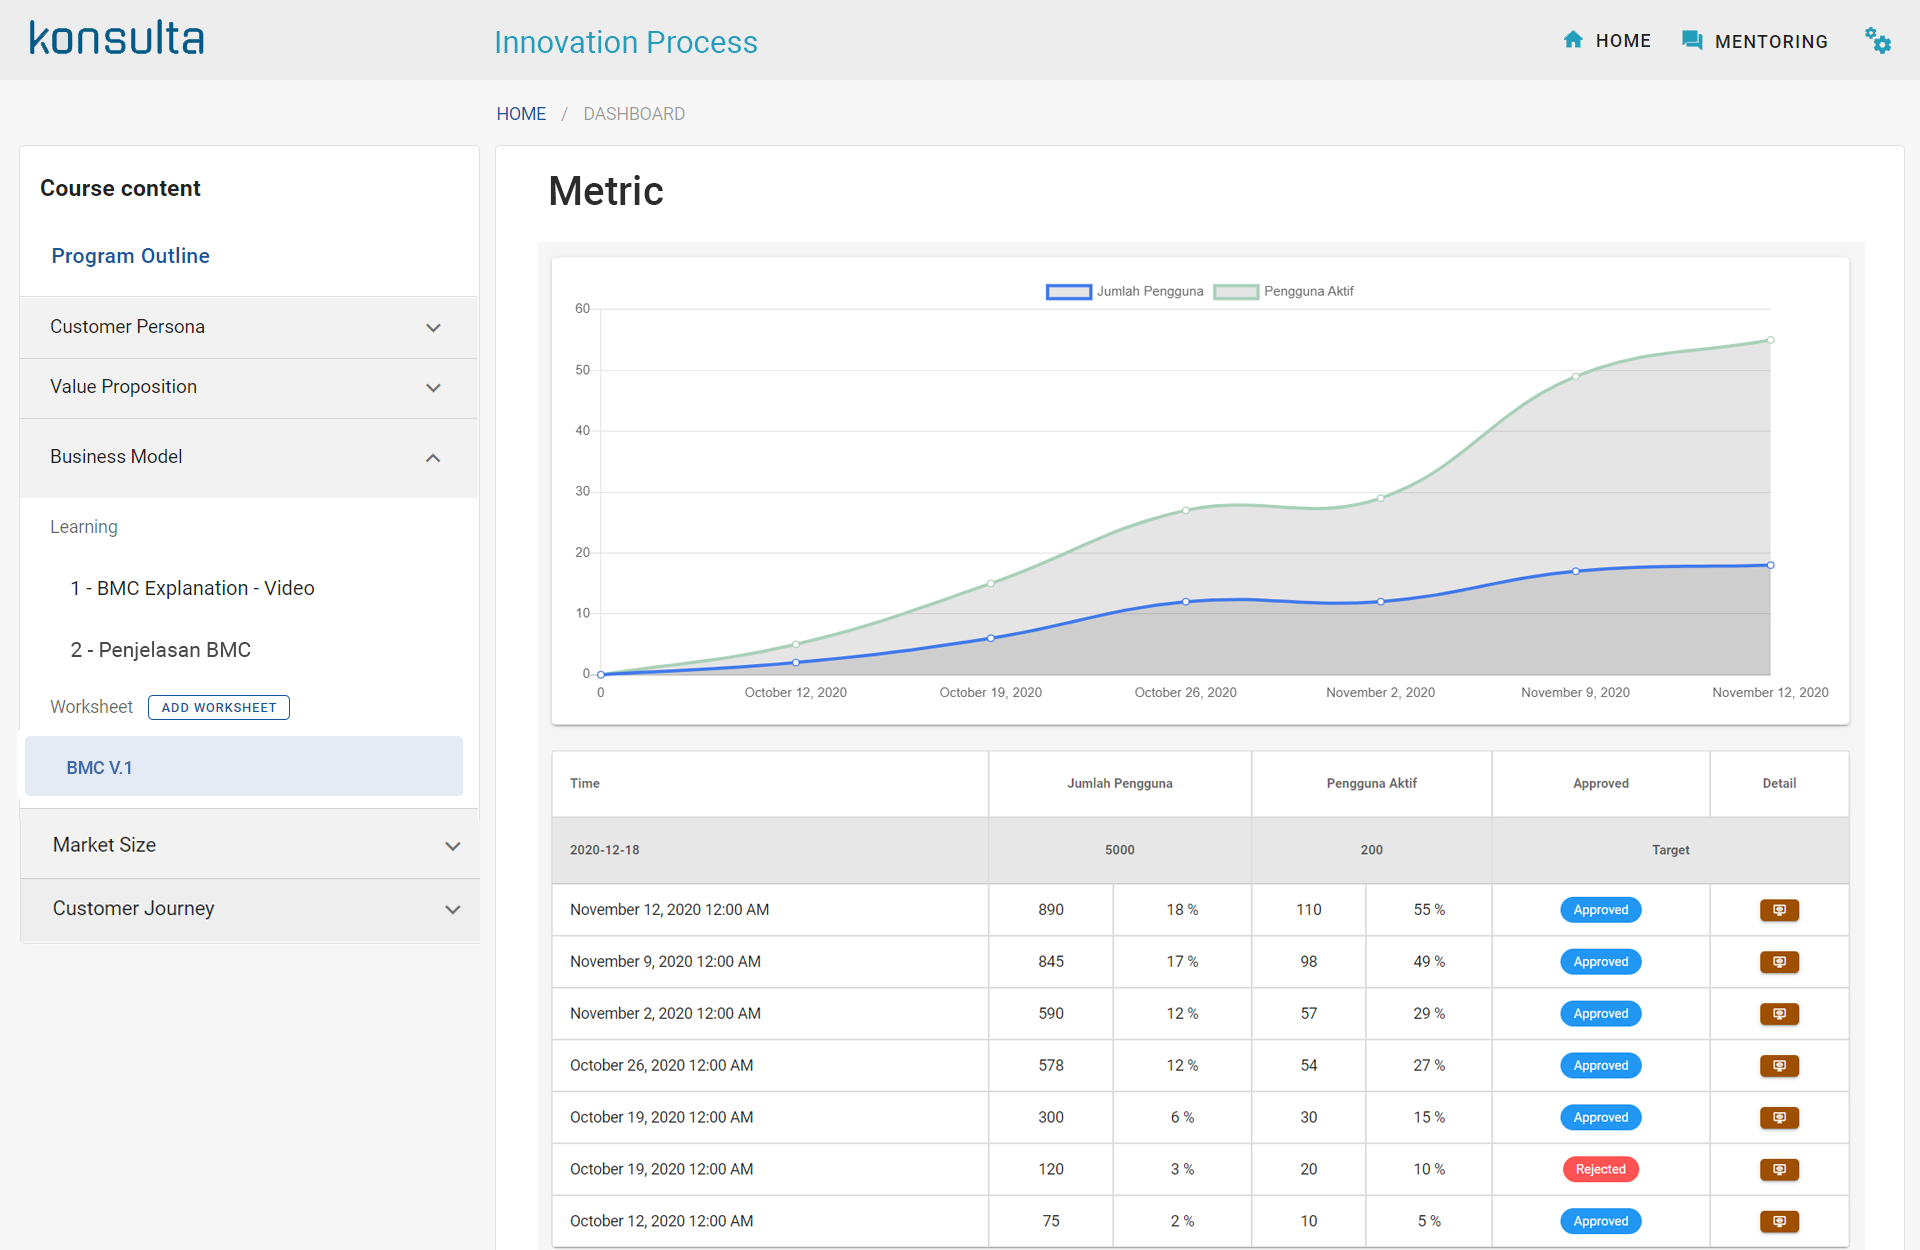 konsulta
Innovation Process
HOME
MENTORING
HOME / DASHBOARD
Course content
Program Outline
Customer Persona
Value Proposition
Business Model
Learning
1 - BMC Explanation - Video
2 - Penjelasan BMC
Worksheet ADD WORKSHEET
BMC V.1
Market Size
Customer Journey
Metric
Jumlah Pengguna Pengguna Aktif
60
50
40
30
20
10
0
0 October 12, 2020 October 19, 2020 October 26, 2020 November 2, 2020 November 9, 2020 November 12, 2020
Time Jumlah Pengguna Pengguna Aktif Approved Detail
2020-12-18 5000 200 Target
November 12, 2020 12:00 AM 890 18 % 110 55 % Approved
November 9, 2020 12:00 AM 845 17 % 98 49 % Approved
November 2, 2020 12:00 AM 590 12 % 57 29 % Approved
October 26, 2020 12:00 AM 578 12 % 54 27 % Approved
October 19, 2020 12:00 AM 300 6 % 30 15 % Approved
October 19, 2020 12:00 AM 120 3 % 20 10 % Rejected
October 12, 2020 12:00 AM 75 2 % 10 5 % Approved